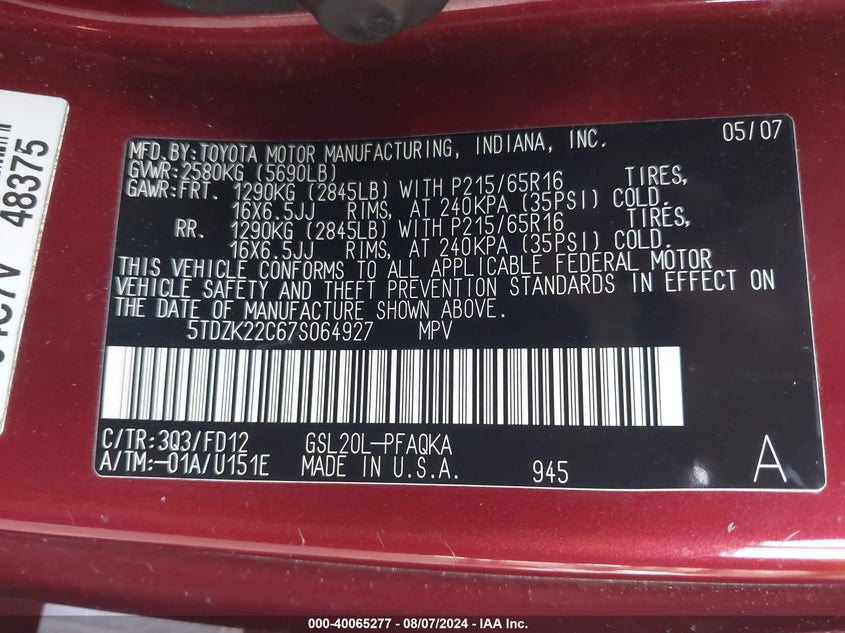 05/07
MFD.BY:TOYOTA MOTOR MANUFACTURING, INDIANA, INC.
GVWR:2580KG (5690LB)
GAWR:FRT. 1290KG (2845LB) WITH P215/65R16 TIRES,
16X6.5JJ RIMS, AT 240KPA (35PSI) COLD.
RR. 1290KG (2845LB) WITH P215/65R16 TIRES,
16X6.5JJ RIMS, AT 240KPA (35PSI) COLD.
THIS VEHICLE CONFORMS TO ALL APPLICABLE FEDERAL MOTOR
VEHICLE SAFETY AND THEFT PREVENTION STANDARDS IN EFFECT ON
THE DATE OF MANUFACTURE SHOWN ABOVE.
5TDZK22C67S064927 MPV
C/TR:3Q3/FD12 GSL20L-PFAQKA
A/TM:-01A/U151E MADE IN U.S.A. 945 A
48375
000-40065277 - 08/07/2024 - IAA Inc.